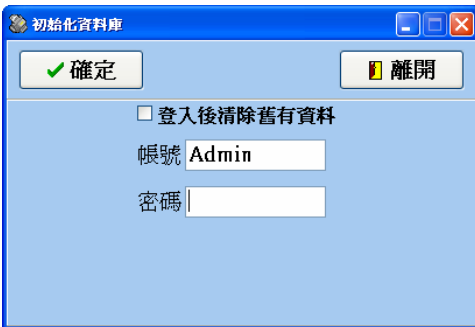 初始化資料庫
確定
離開
登入後清除舊有資料
帳號 Admin
密碼